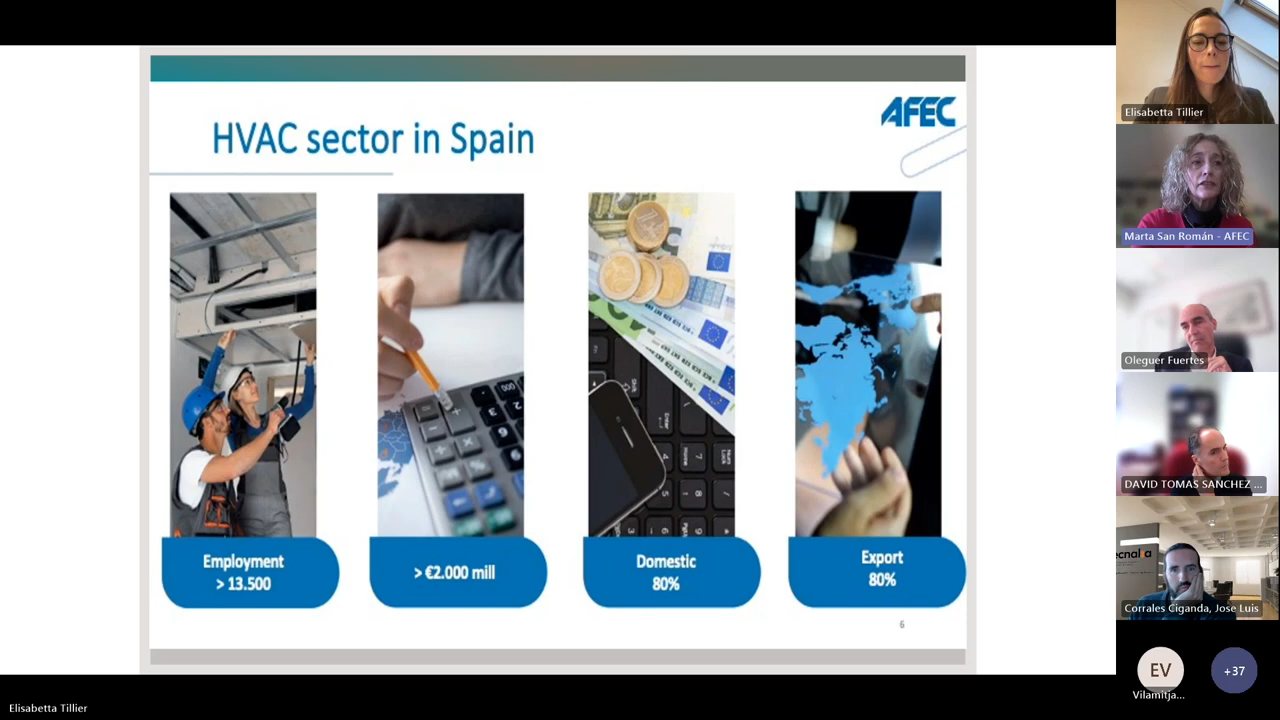 HVAC sector in Spain
AFEC
Employment
> 13.500
> €2.000 mill
Domestic
80%
Export
80%
6
Elisabetta Tillier
Marta San Román - AFEC
Oleguer Fuertes
DAVID TOMAS SANCHEZ ...
ecnalia
Corrales Ciganda, Jose Luis
EV
Vilamitja...
+37
Elisabetta Tillier